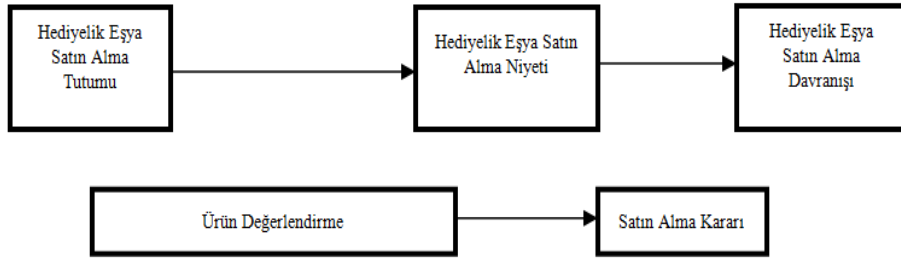 Hediyelik Eşya
Satın Alma
Tutumu
Hediyelik Eşya Satın
Alma Niyeti
Hediyelik Eşya
Satın Alma
Davranışı
Ürün Değerlendirme
Satın Alma Kararı